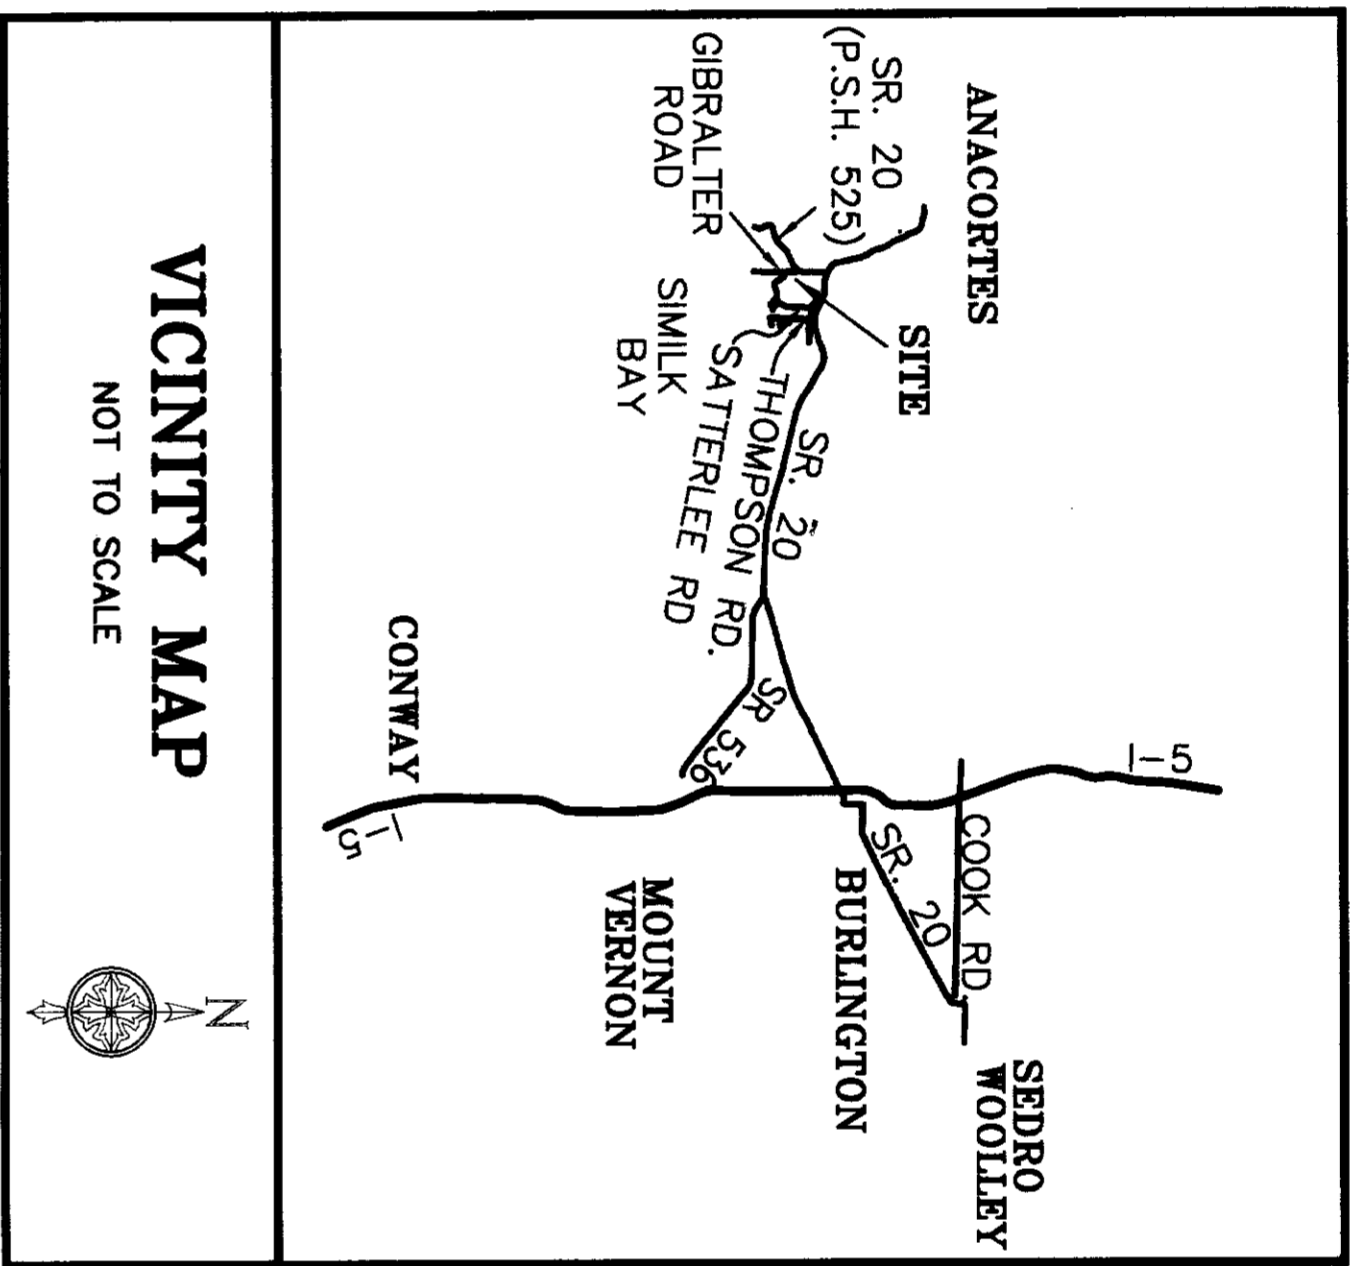 ANACORTES
SR. 20
(P.S.H. 525)
GIBRALTER
ROAD
SITE
SIMILK
BAY
THOMPSON RD.
SATTERLEE RD
SR. 20
SR 536
I-5
COOK RD
SR. 20
SEDRO
WOOLLEY
BURLINGTON
MOUNT
VERNON
CONWAY
I-5
VICINITY MAP
NOT TO SCALE
N